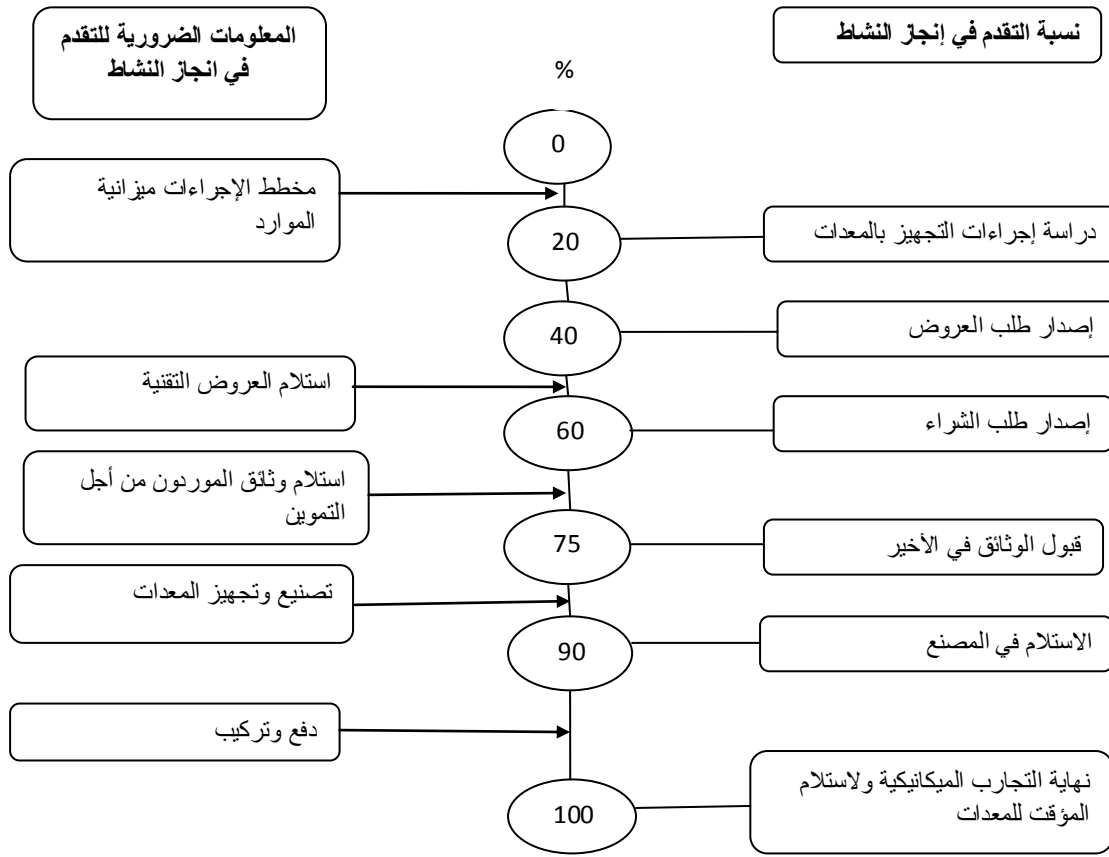 نسبة التقدم في إنجاز النشاط
المعلومات الضرورية للتقدم
في انجاز النشاط
%
0
مخطط الإجراءات ميزانية
الموارد
20
دراسة إجراءات التجهيز بالمعدات
40
إصدار طلب العروض
استلام العروض التقنية
60
إصدار طلب الشراء
استلام وثائق الموردون من أجل
التموين
75
قبول الوثائق في الأخير
تصنيع وتجهيز المعدات
90
الاستلام في المصنع
دفع وتركيب
100
نهاية التجارب الميكانيكية ولاستلام
المؤقت للمعدات